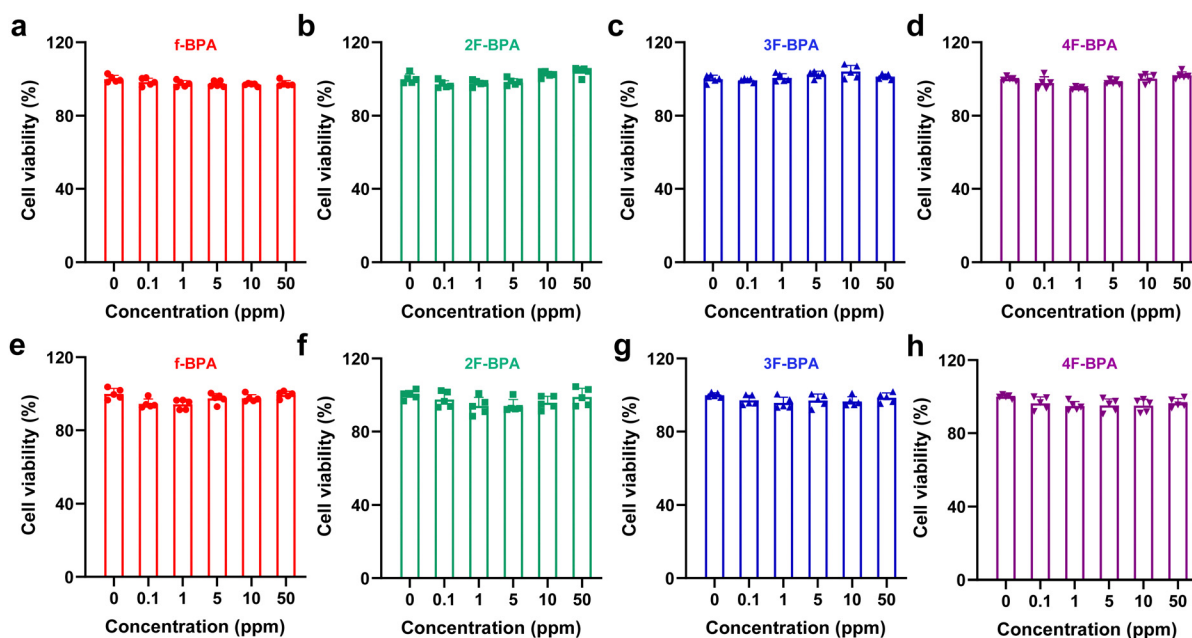 a
f-BPA
120
80
40
0
Cell viability (%)
0 0.1 1 5 10 50
Concentration (ppm)
b
2F-BPA
120
80
40
0
Cell viability (%)
0 0.1 1 5 10 50
Concentration (ppm)
c
3F-BPA
120
80
40
0
Cell viability (%)
0 0.1 1 5 10 50
Concentration (ppm)
d
4F-BPA
120
80
40
0
Cell viability (%)
0 0.1 1 5 10 50
Concentration (ppm)
e
f-BPA
120
80
40
0
Cell viability (%)
0 0.1 1 5 10 50
Concentration (ppm)
f
2F-BPA
120
80
40
0
Cell viability (%)
0 0.1 1 5 10 50
Concentration (ppm)
g
3F-BPA
120
80
40
0
Cell viability (%)
0 0.1 1 5 10 50
Concentration (ppm)
h
4F-BPA
120
80
40
0
Cell viability (%)
0 0.1 1 5 10 50
Concentration (ppm)